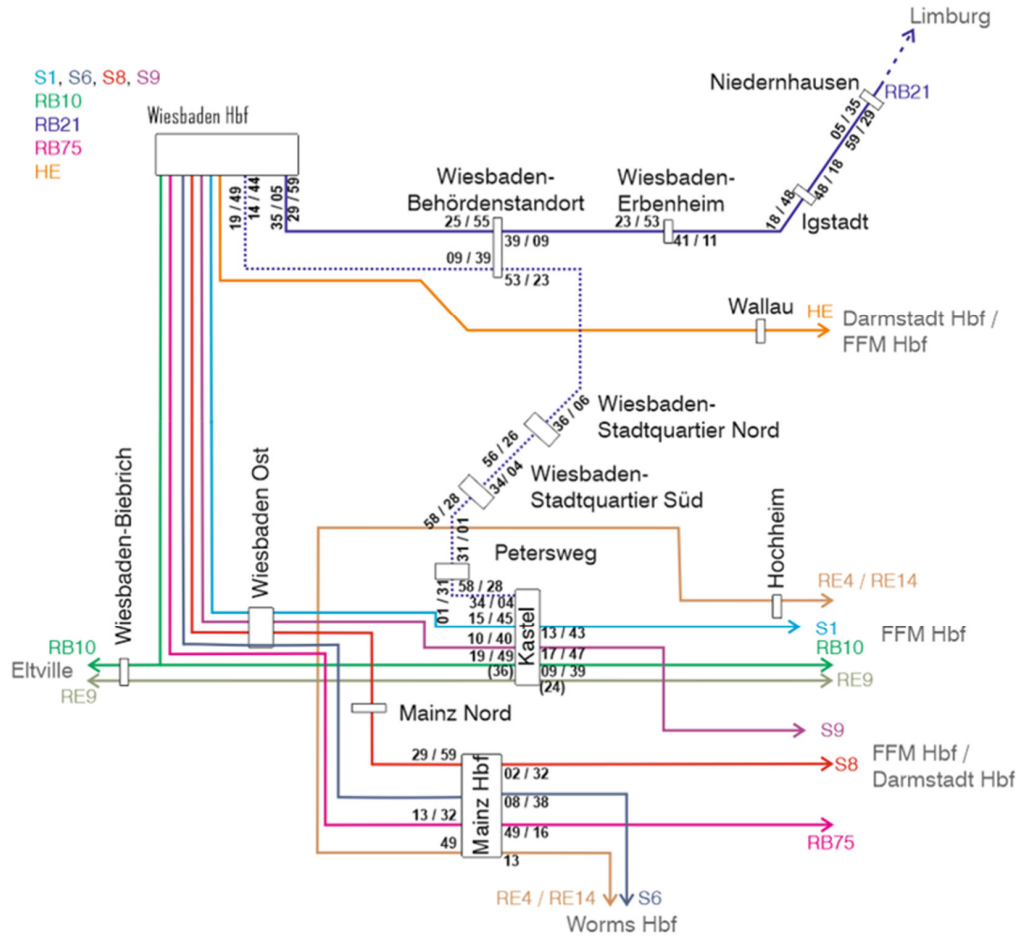 Limburg
S1, S6, S8, S9
RB10
RB21
RB75
HE
Niedernhausen
RB21
05 / 35
59 / 29
Wiesbaden Hbf
19 / 49
14 / 44
35 / 05
29 / 59
Wiesbaden-
Behördenstandort
25 / 55
39 / 09
09 / 39
53 / 23
Wiesbaden-
Erbenheim
23 / 53
41 / 11
18 / 48
48 / 18
Igstadt
Wallau
HE
Darmstadt Hbf /
FFM Hbf
36 / 06
Wiesbaden-
Stadtquartier Nord
56 / 26
34/ 04
Wiesbaden-
Stadtquartier Süd
58 / 28
31 / 01
Petersweg
01 / 31
58 / 28
34 / 04
15 / 45
10 / 40
19 / 49
(36)
Kastel
13 / 43
17 / 47
09 / 39
(24)
Wiesbaden-Biebrich
Wiesbaden Ost
Hochheim
RE4 / RE14
S1
FFM Hbf
RB10
RE9
RB10
Eltville
RE9
S9
Mainz Nord
29 / 59
Mainz Hbf
02 / 32
08 / 38
13 / 32
49 / 16
49
13
S8
FFM Hbf /
Darmstadt Hbf
RB75
RE4 / RE14
S6
Worms Hbf